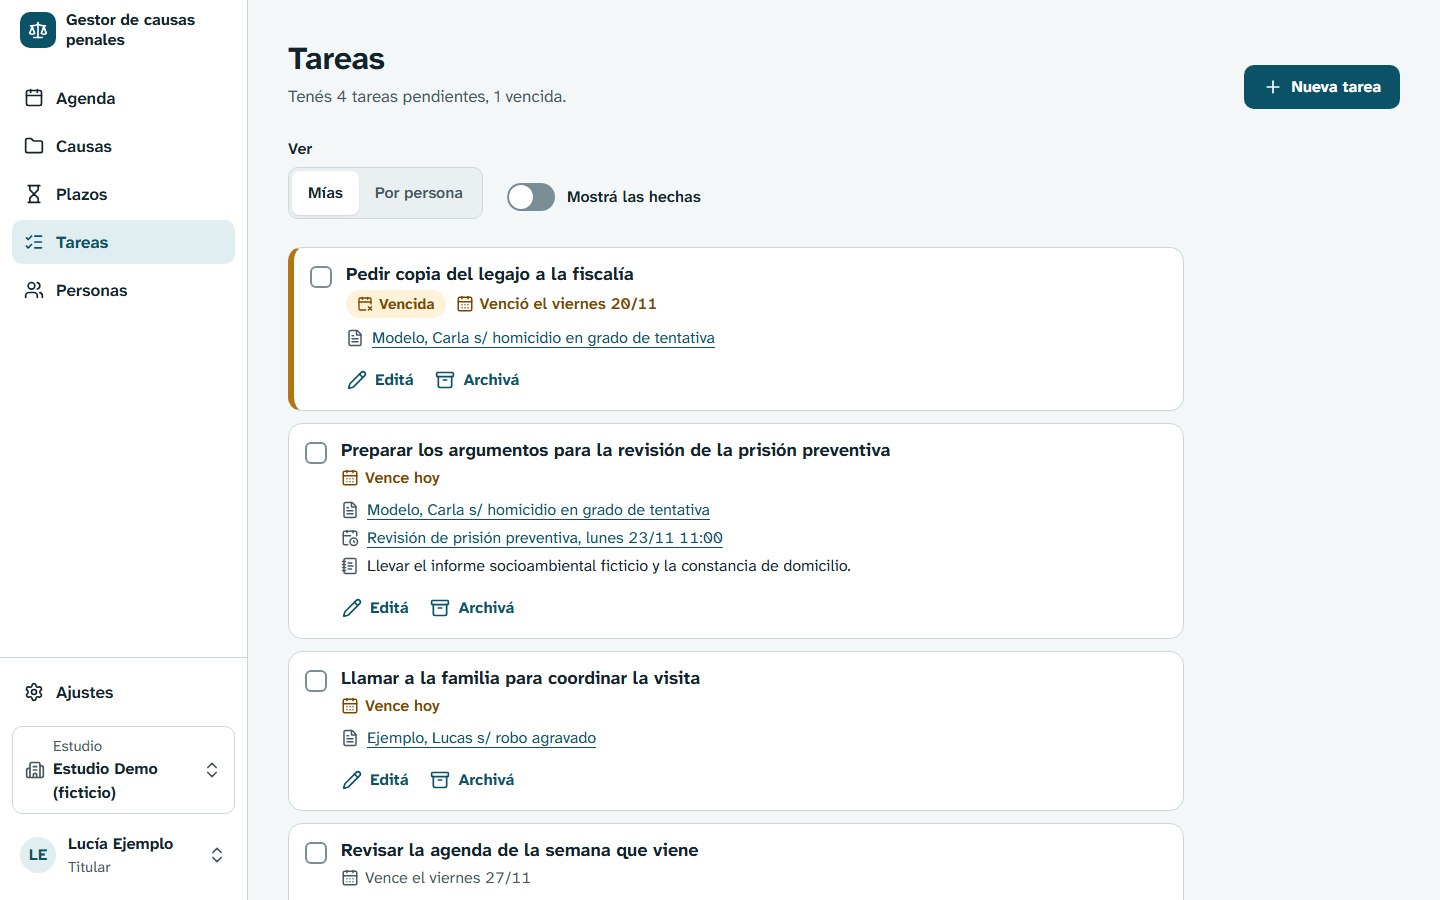 Gestor de causas
penales
Agenda
Causas
Plazos
Tareas
Personas
Ajustes
Estudio
Estudio Demo
(ficticio)
LE
Lucía Ejemplo
Titular
Tareas
Tenés 4 tareas pendientes, 1 vencida.
Nueva tarea
Ver
Mías
Por persona
Mostrá las hechas
Pedir copia del legajo a la fiscalía
Vencida
Venció el viernes 20/11
Modelo, Carla s/ homicidio en grado de tentativa
Editá
Archivá
Preparar los argumentos para la revisión de la prisión preventiva
Vence hoy
Modelo, Carla s/ homicidio en grado de tentativa
Revisión de prisión preventiva, lunes 23/11 11:00
Llevar el informe socioambiental ficticio y la constancia de domicilio.
Editá
Archivá
Llamar a la familia para coordinar la visita
Vence hoy
Ejemplo, Lucas s/ robo agravado
Editá
Archivá
Revisar la agenda de la semana que viene
Vence el viernes 27/11